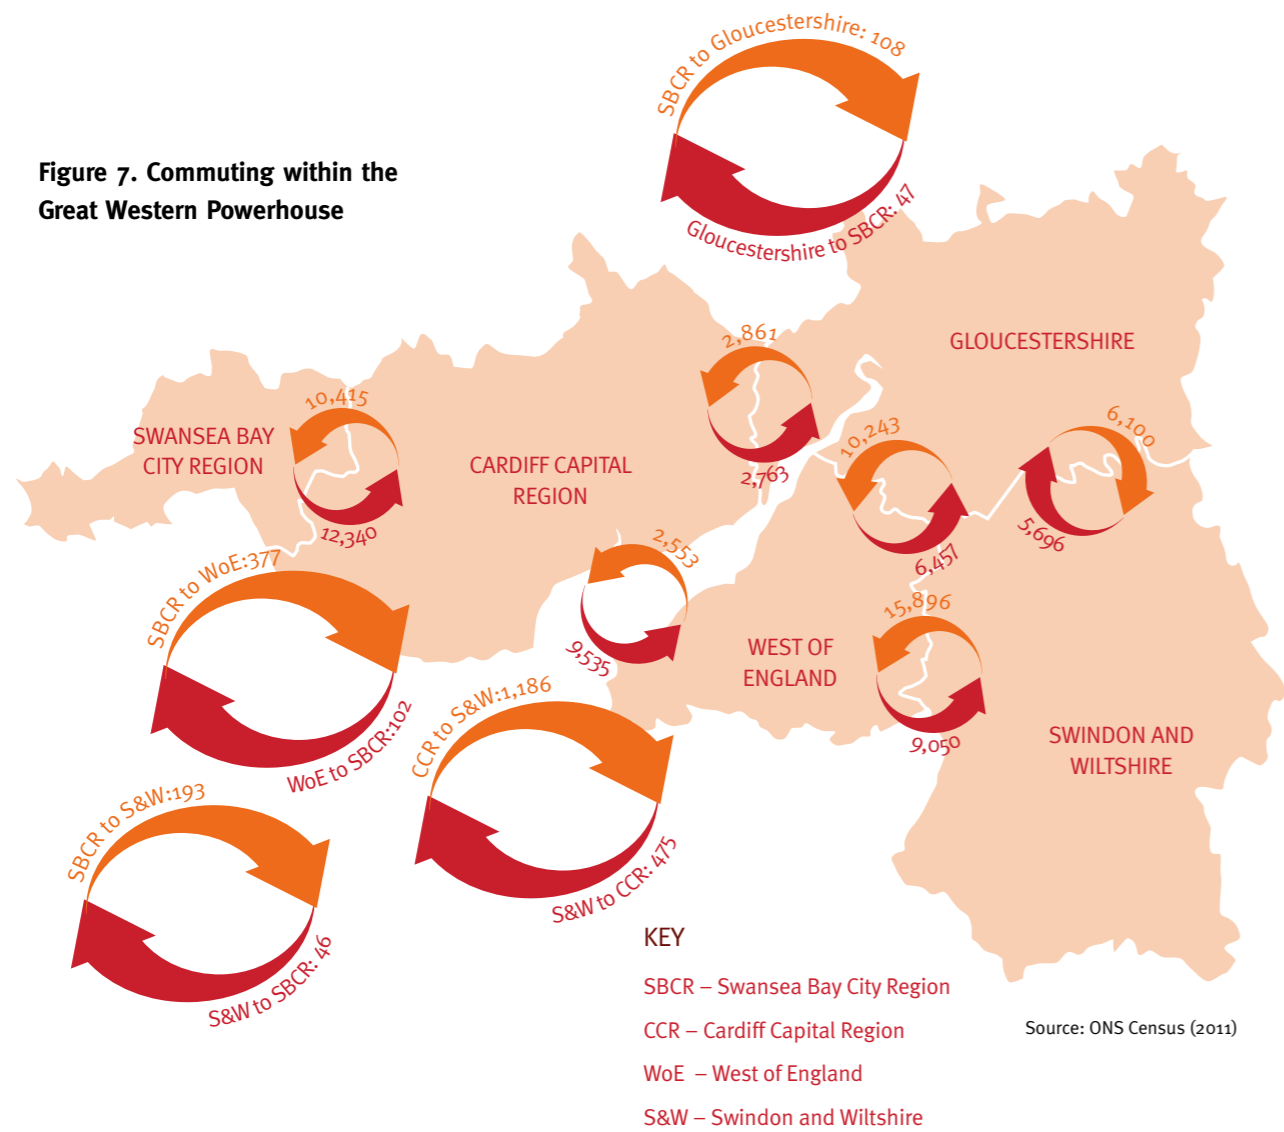 SBCR to Gloucestershire: 108
Gloucestershire to SBCR: 47
Figure 7. Commuting within the
Great Western Powerhouse
2,861
2,763
GLOUCESTERSHIRE
10,415
12,340
SWANSEA BAY
CITY REGION
CARDIFF CAPITAL
REGION
10,243
6,457
6,100
5,696
2,553
9,535
SBCR to WoE:377
WoE to SBCR:102
15,896
9,050
WEST OF
ENGLAND
SWINDON AND
WILTSHIRE
CCR to S&W:1,186
S&W to CCR: 475
SBCR to S&W:193
S&W to SBCR: 46
KEY
SBCR – Swansea Bay City Region
CCR – Cardiff Capital Region
WoE – West of England
S&W – Swindon and Wiltshire
Source: ONS Census (2011)